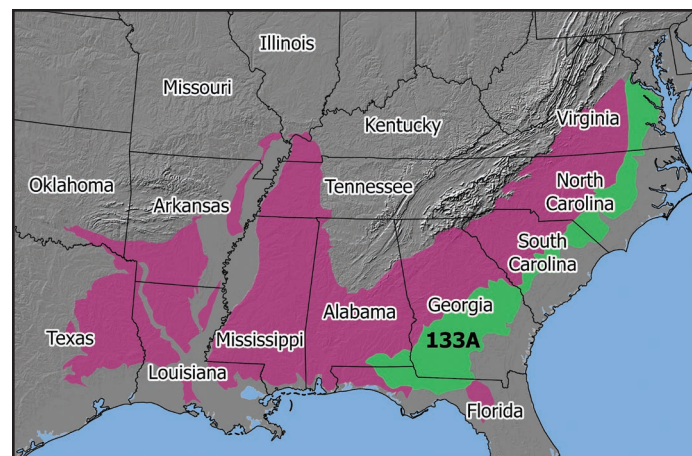 Illinois
Missouri
Kentucky
Virginia
Oklahoma
Arkansas
Tennessee
North
Carolina
South
Carolina
Texas
Louisiana
Mississippi
Alabama
Georgia
133A
Florida